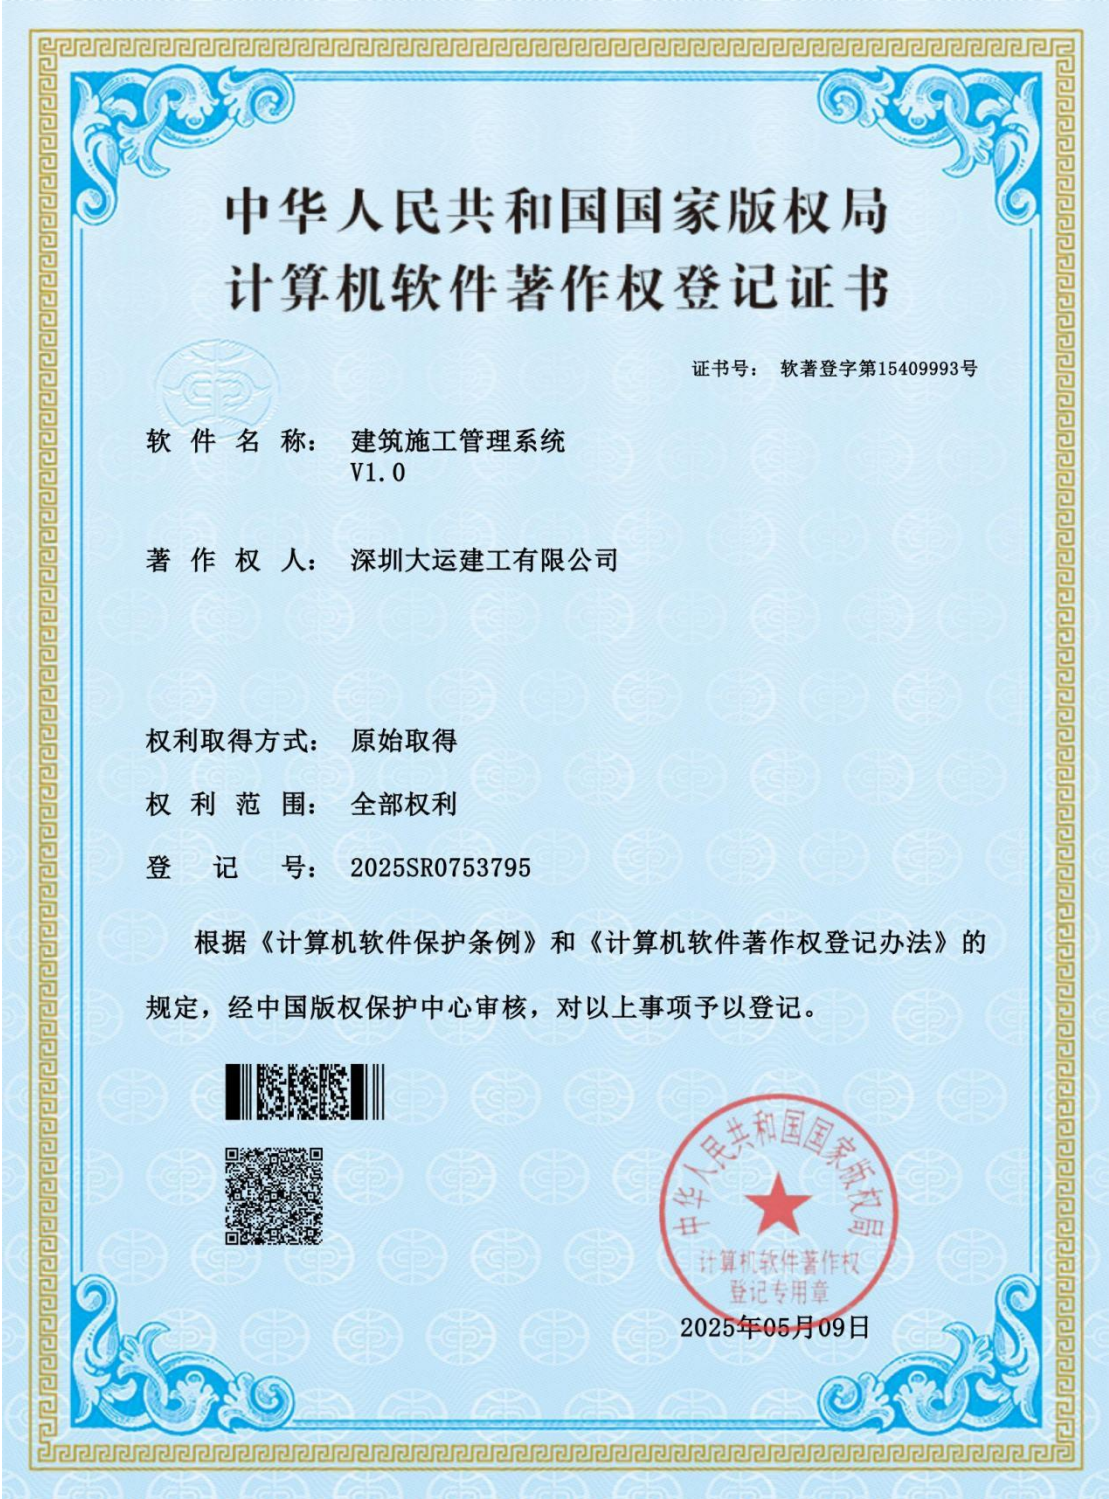 中华人民共和国国家版权局
计算机软件著作权登记证书
证书号： 软著登字第15409993号
软件名称： 建筑施工管理系统
V1.0
著作权人： 深圳大运建工有限公司
权利取得方式： 原始取得
权利范围： 全部权利
登记号： 2025SR0753795
根据《计算机软件保护条例》和《计算机软件著作权登记办法》的
规定，经中国版权保护中心审核，对以上事项予以登记。
中华人民共和国国家版权局
计算机软件著作权
登记专用章
2025年05月09日